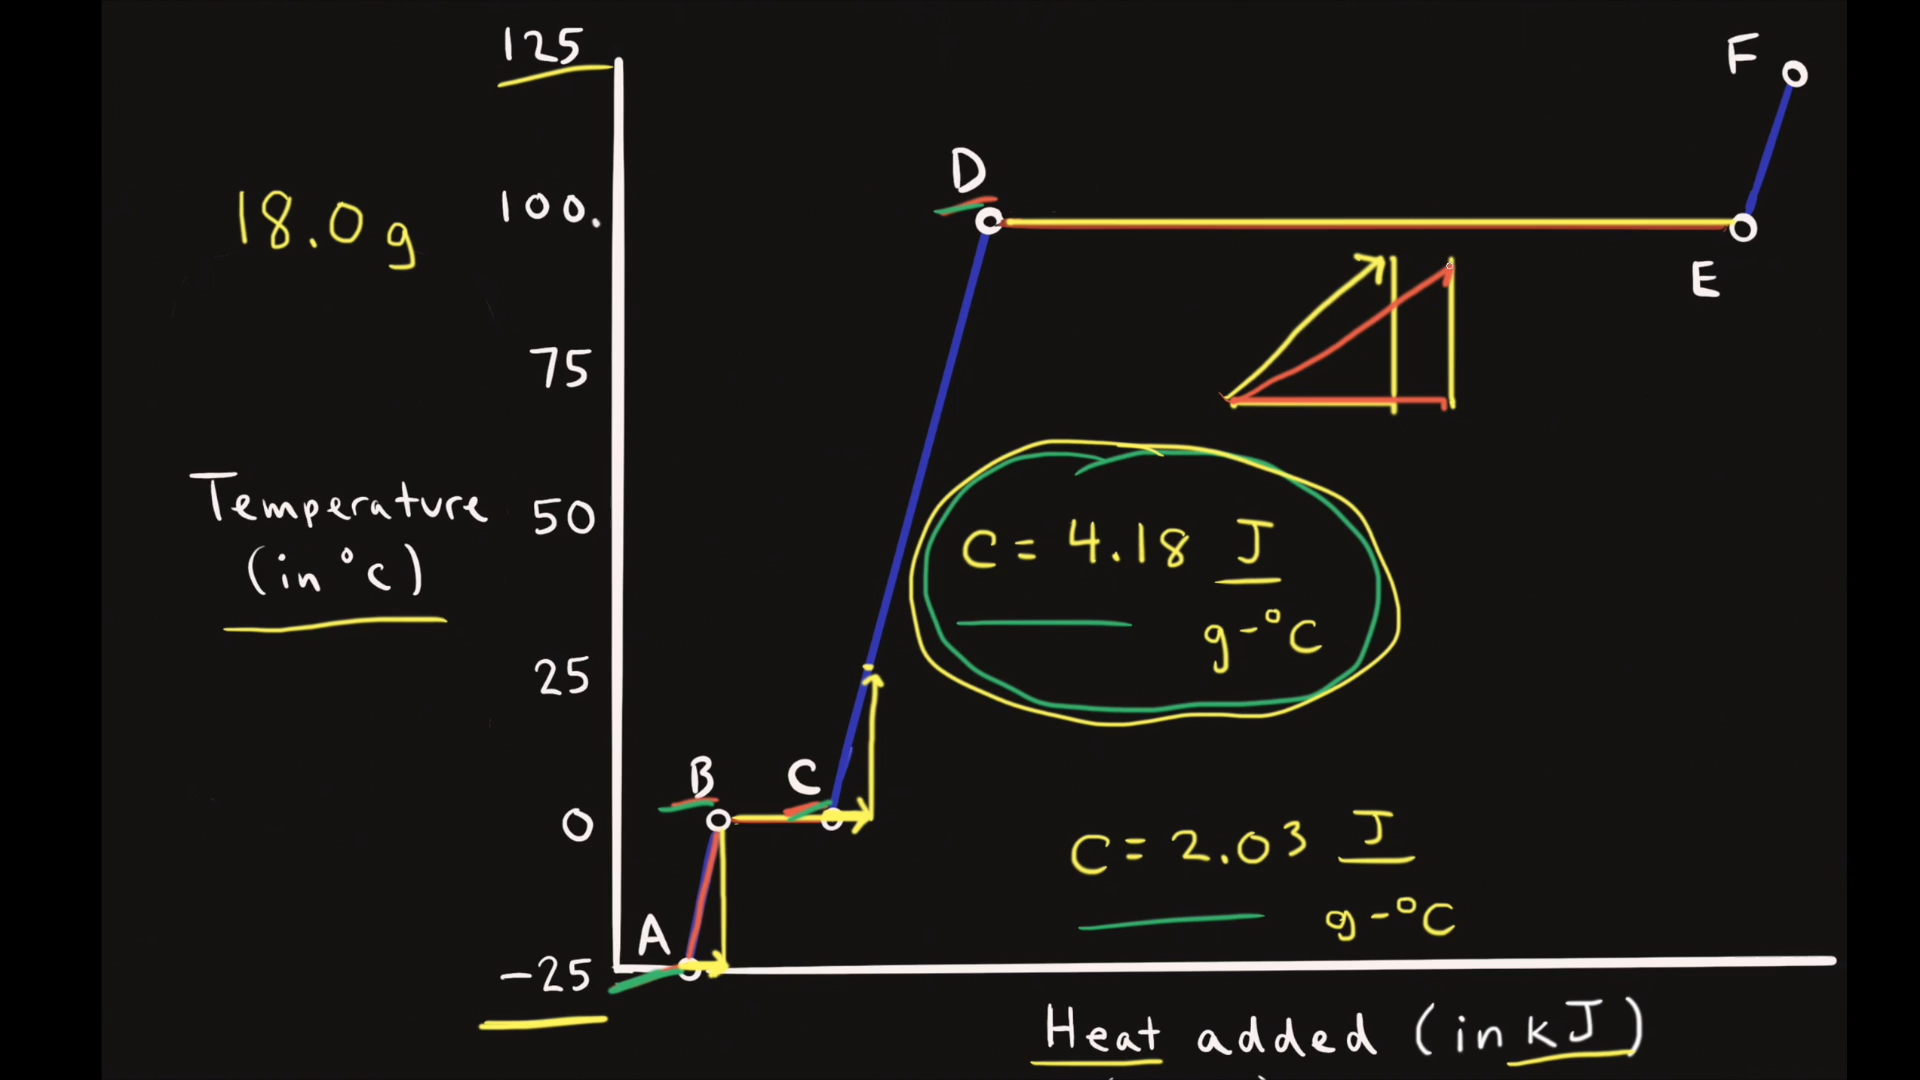 125
F
D
18.0 g
100.
E
75
Temperature
(in °C)
50
C = 4.18 J
g-°C
25
B
C
0
C = 2.03 J
g-°C
A
-25
Heat added (in kJ)